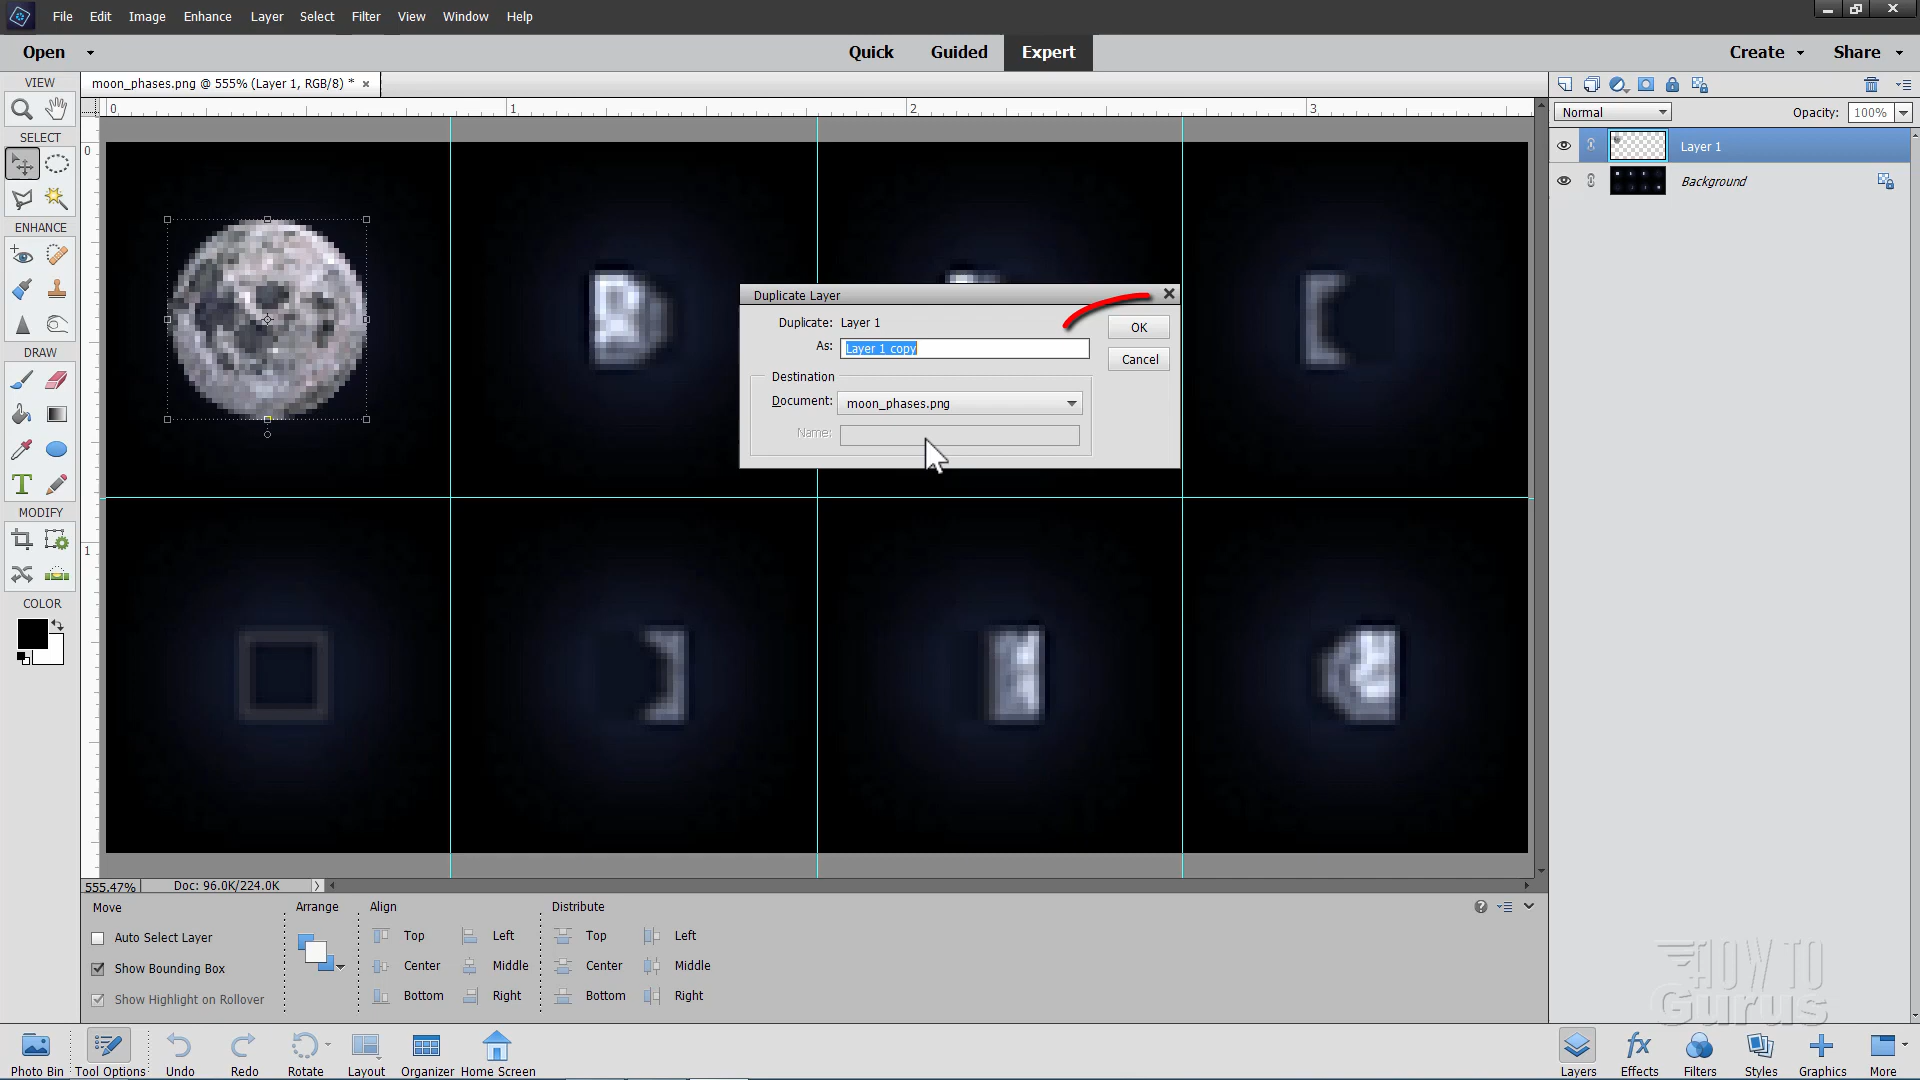 File Edit Image Enhance Layer Select Filter View Window Help
Open Quick Guided Expert Create Share
VIEW
moon_phases.png @ 555% (Layer 1, RGB/8) * ×
0 1 2 3
Normal Opacity: 100%
SELECT
0
Layer 1
Background
ENHANCE
Duplicate Layer
Duplicate: Layer 1
OK
As: Layer 1 copy
Cancel
DRAW
Destination
Document: moon_phases.png
Name:
MODIFY
1
COLOR
555.47% Doc: 96.0K/224.0K
Move Arrange Align Distribute
Auto Select Layer Top Left Top Left
Show Bounding Box Center Middle Center Middle
Show Highlight on Rollover Bottom Right Bottom Right
HOW TO
Gurus
Photo Bin Tool Options Undo Redo Rotate Layout Organizer Home Screen
fx
Layers Effects Filters Styles Graphics More